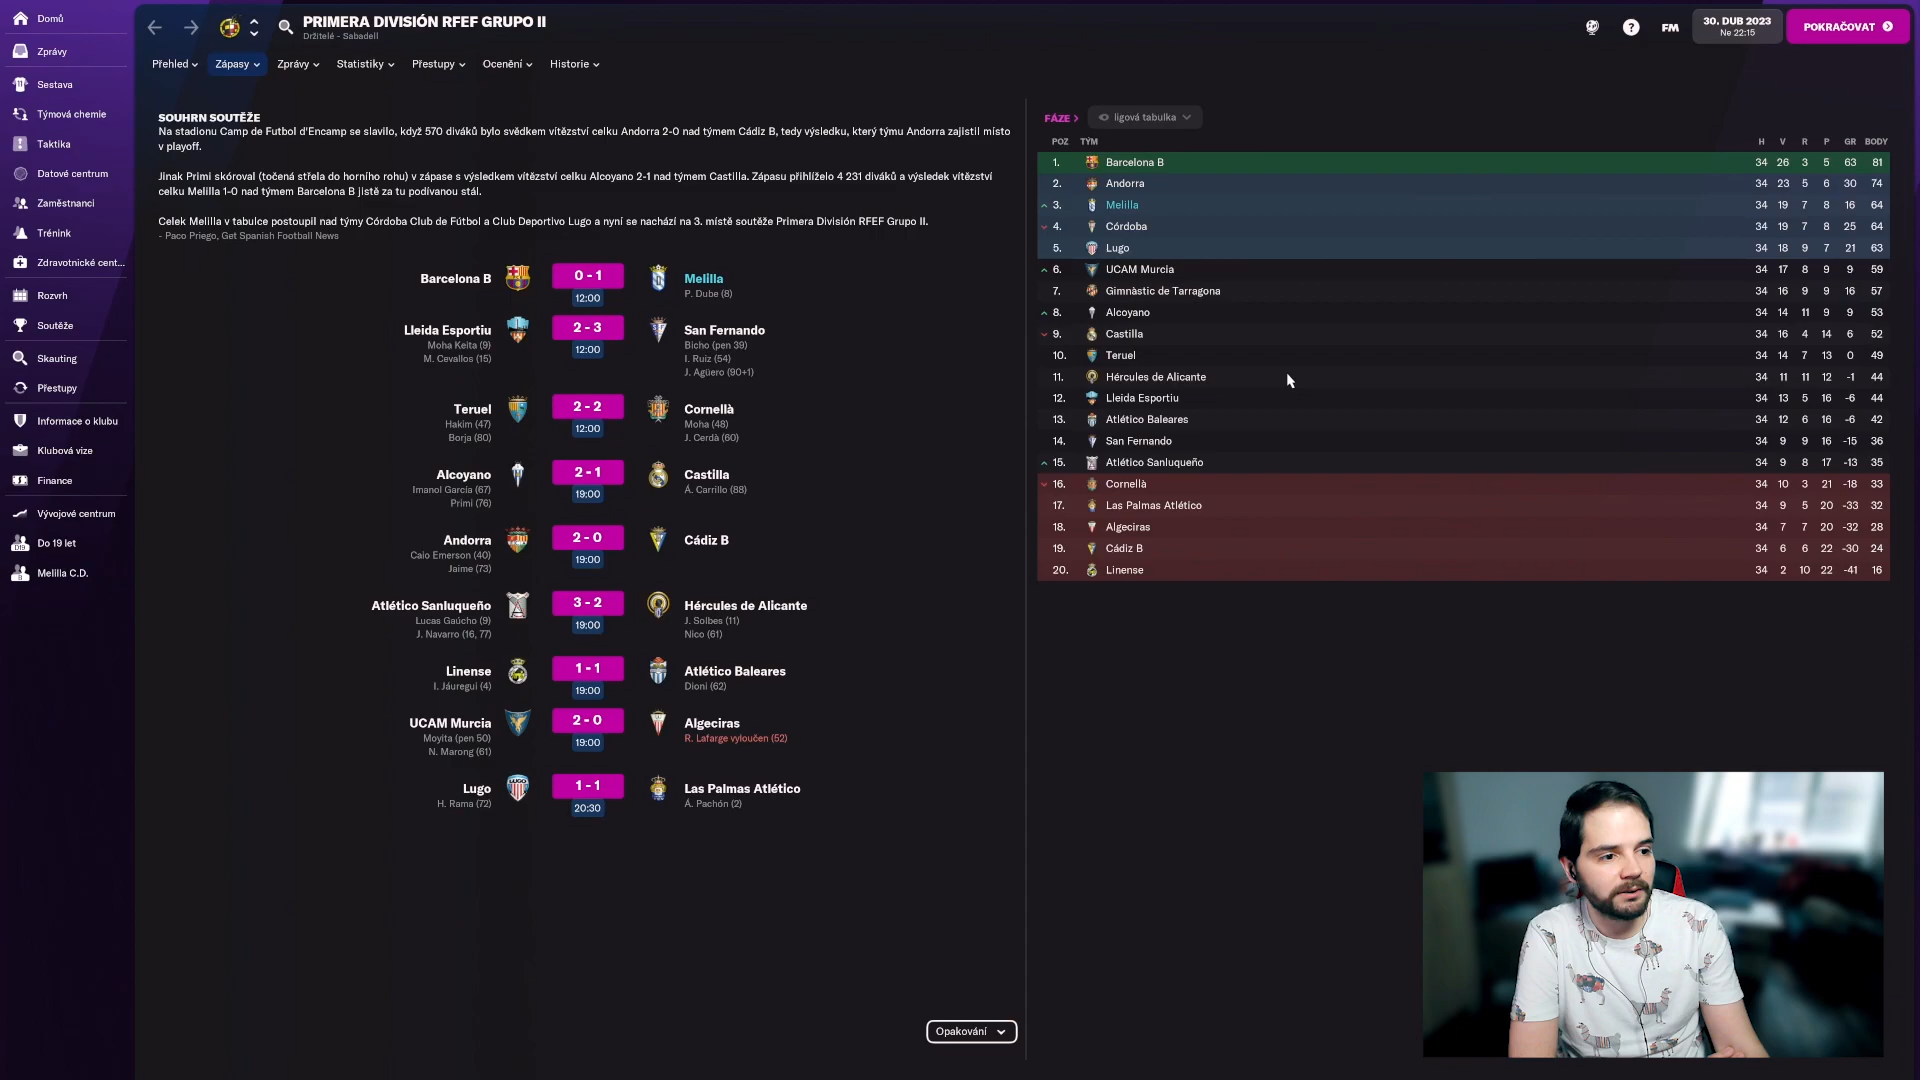 Domů
Zprávy
Sestava
Týmová chemie
Taktika
Datové centrum
Zaměstnanci
Trénink
Zdravotnické cent...
Rozvrh
Soutěže
Skauting
Přestupy
Informace o klubu
Klubová vize
Finance
Vývojové centrum
Do 19 let
Melilla C.D.
PRIMERA DIVISIÓN RFEF GRUPO II
Držitelé - Sabadell
FM
30. DUB 2023
Ne 22:15
POKRAČOVAT
Přehled Zápasy Zprávy Statistiky Přestupy Ocenění Historie
SOUHRN SOUTĚŽE
Na stadionu Camp de Futbol d'Encamp se slavilo, když 570 diváků bylo svědkem vítězství celku Andorra 2-0 nad týmem Cádiz B, tedy výsledku, který týmu Andorra zajistil místo
v playoff.
Jinak Primi skóroval (točená střela do horního rohu) v zápase s výsledkem vítězství celku Alcoyano 2-1 nad týmem Castilla. Zápasu přihlíželo 4 231 diváků a výsledek vítězství
celku Melilla 1-0 nad týmem Barcelona B jistě za tu podívanou stál.
Celek Melilla v tabulce postoupil nad týmy Córdoba Club de Fútbol a Club Deportivo Lugo a nyní se nachází na 3. místě soutěže Primera División RFEF Grupo II.
- Paco Priego, Get Spanish Football News
Barcelona B 0 - 1 Melilla
12:00 P. Dube (8)
Lleida Esportiu 2 - 3 San Fernando
Moha Keita (9) 12:00 Bicho (pen 39)
M. Cevallos (15) I. Ruiz (54)
J. Agüero (90+1)
Teruel 2 - 2 Cornellà
Hakim (47) 12:00 Moha (48)
Borja (80) J. Cerdà (60)
Alcoyano 2 - 1 Castilla
Imanol García (67) 19:00 Á. Carrillo (88)
Primi (76)
Andorra 2 - 0 Cádiz B
Caio Emerson (40) 19:00
Jaime (73)
Atlético Sanluqueño 3 - 2 Hércules de Alicante
Lucas Gaúcho (9) 19:00 J. Solbes (11)
J. Navarro (16, 77) Nico (61)
Linense 1 - 1 Atlético Baleares
I. Jáuregui (4) 19:00 Dioni (62)
UCAM Murcia 2 - 0 Algeciras
Moyita (pen 50) 19:00 R. Lafarge vyloučen (52)
N. Marong (61)
Lugo 1 - 1 Las Palmas Atlético
H. Rama (72) 20:30 Á. Pachón (2)
Opakování
FÁZE ligová tabulka
POZ TÝM H V R P GR BODY
1. Barcelona B 34 26 3 5 63 81
2. Andorra 34 23 5 6 30 74
3. Melilla 34 19 7 8 16 64
4. Córdoba 34 19 7 8 25 64
5. Lugo 34 18 9 7 21 63
6. UCAM Murcia 34 17 8 9 9 59
7. Gimnàstic de Tarragona 34 16 9 9 16 57
8. Alcoyano 34 14 11 9 9 53
9. Castilla 34 16 4 14 6 52
10. Teruel 34 14 7 13 0 49
11. Hércules de Alicante 34 11 11 12 -1 44
12. Lleida Esportiu 34 13 5 16 -6 44
13. Atlético Baleares 34 12 6 16 -6 42
14. San Fernando 34 9 9 16 -15 36
15. Atlético Sanluqueño 34 9 8 17 -13 35
16. Cornellà 34 10 3 21 -18 33
17. Las Palmas Atlético 34 9 5 20 -33 32
18. Algeciras 34 7 7 20 -32 28
19. Cádiz B 34 6 6 22 -30 24
20. Linense 34 2 10 22 -41 16